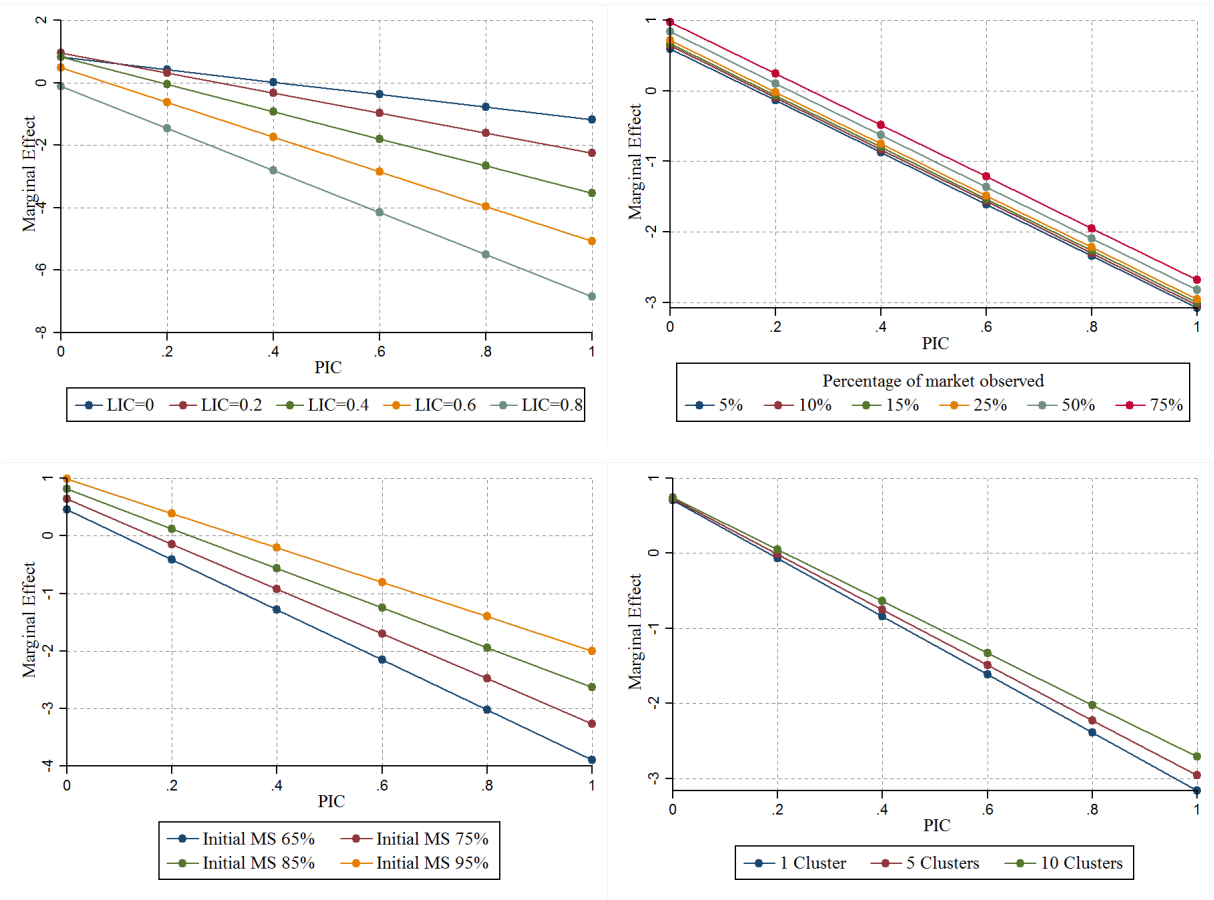 Marginal Effect
2
0
-2
-4
-6
-8
0 .2 .4 .6 .8 1
PIC
LIC=0 LIC=0.2 LIC=0.4 LIC=0.6 LIC=0.8
Marginal Effect
1
0
-1
-2
-3
0 .2 .4 .6 .8 1
PIC
Percentage of market observed
5% 10% 15% 25% 50% 75%
Marginal Effect
1
0
-1
-2
-3
-4
0 .2 .4 .6 .8 1
PIC
Initial MS 65% Initial MS 75%
Initial MS 85% Initial MS 95%
Marginal Effect
1
0
-1
-2
-3
0 .2 .4 .6 .8 1
PIC
1 Cluster 5 Clusters 10 Clusters